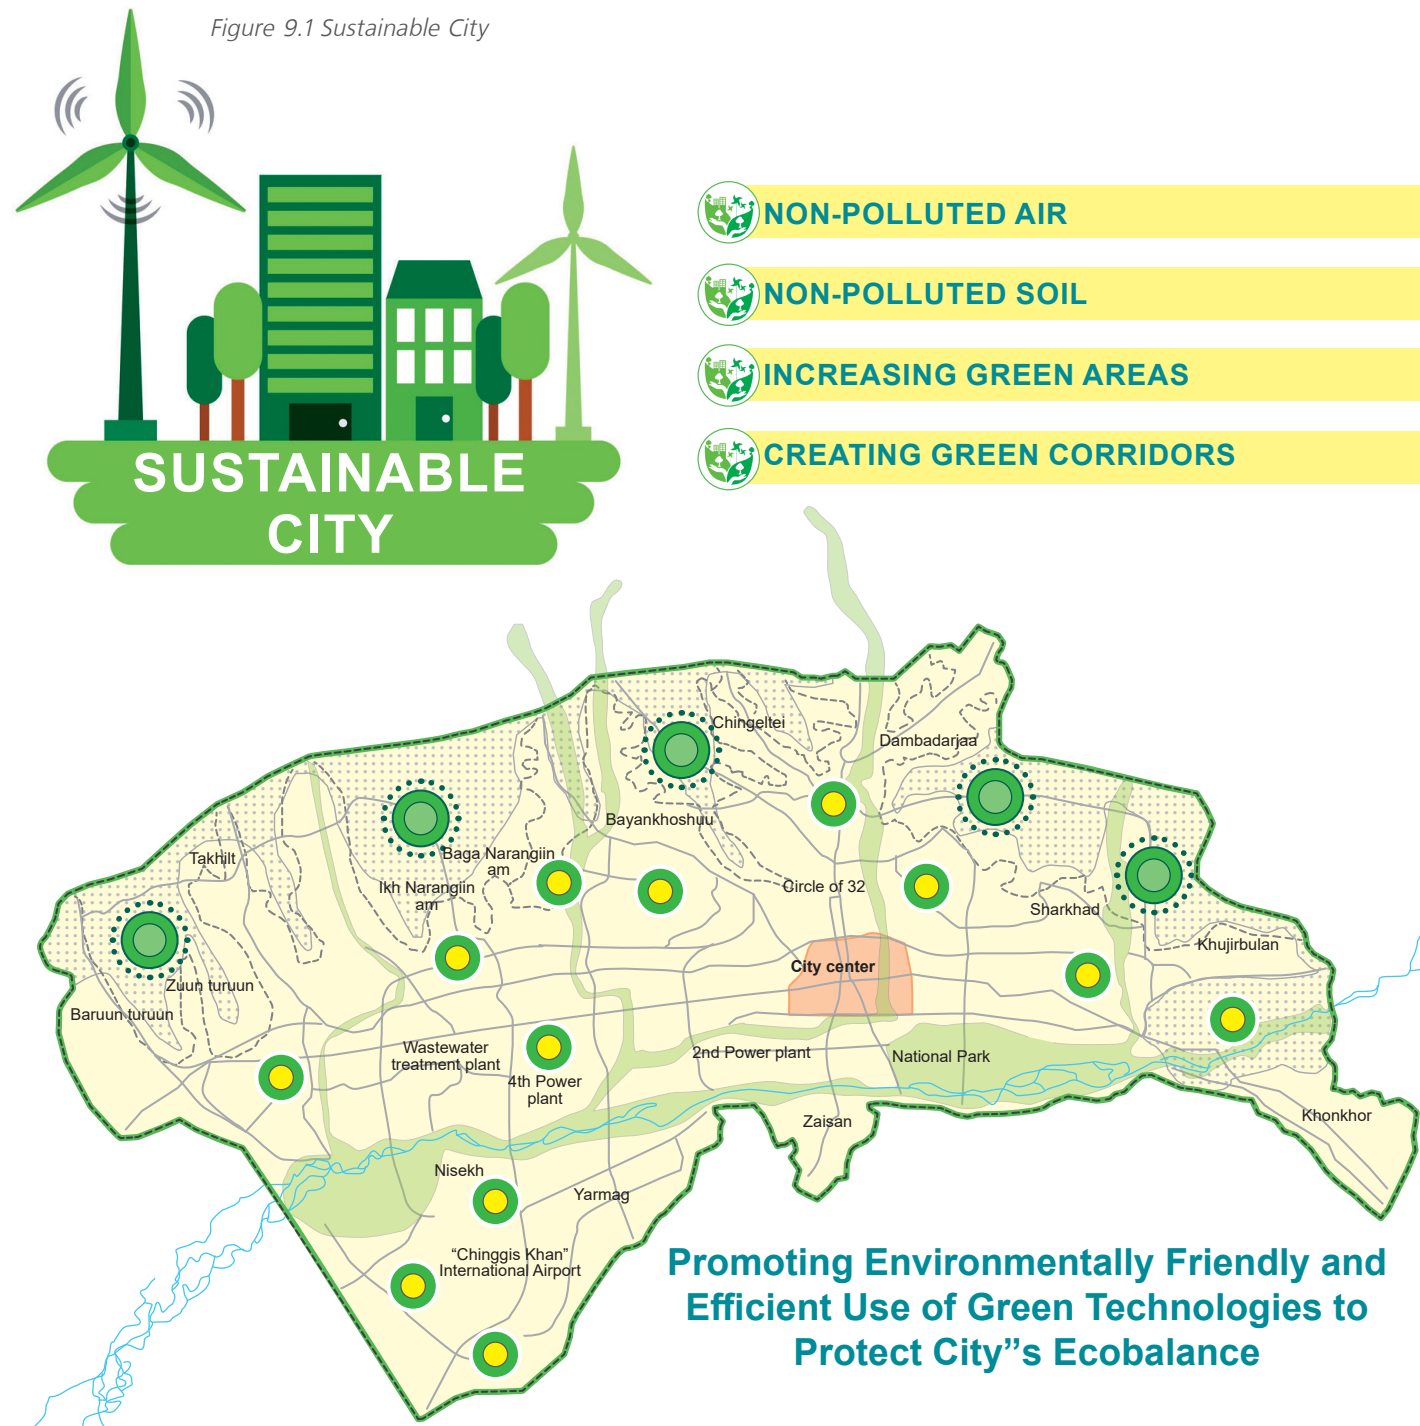 Figure 9.1 Sustainable City
SUSTAINABLE
CITY
NON-POLLUTED AIR
NON-POLLUTED SOIL
INCREASING GREEN AREAS
CREATING GREEN CORRIDORS
Chingeltei
Dambadarjaa
Bayankhoshuu
Takhilt
Baga Narangiin
am
Ikh Narangiin
am
Circle of 32
Sharkhad
Khujirbulan
City center
Zuun turuun
Baruun turuun
Wastewater
treatment plant
4th Power
plant
2nd Power plant
National Park
Zaisan
Khonkhor
Nisekh
Yarmag
“Chinggis Khan”
International Airport
Promoting Environmentally Friendly and
Efficient Use of Green Technologies to
Protect City”s Ecobalance